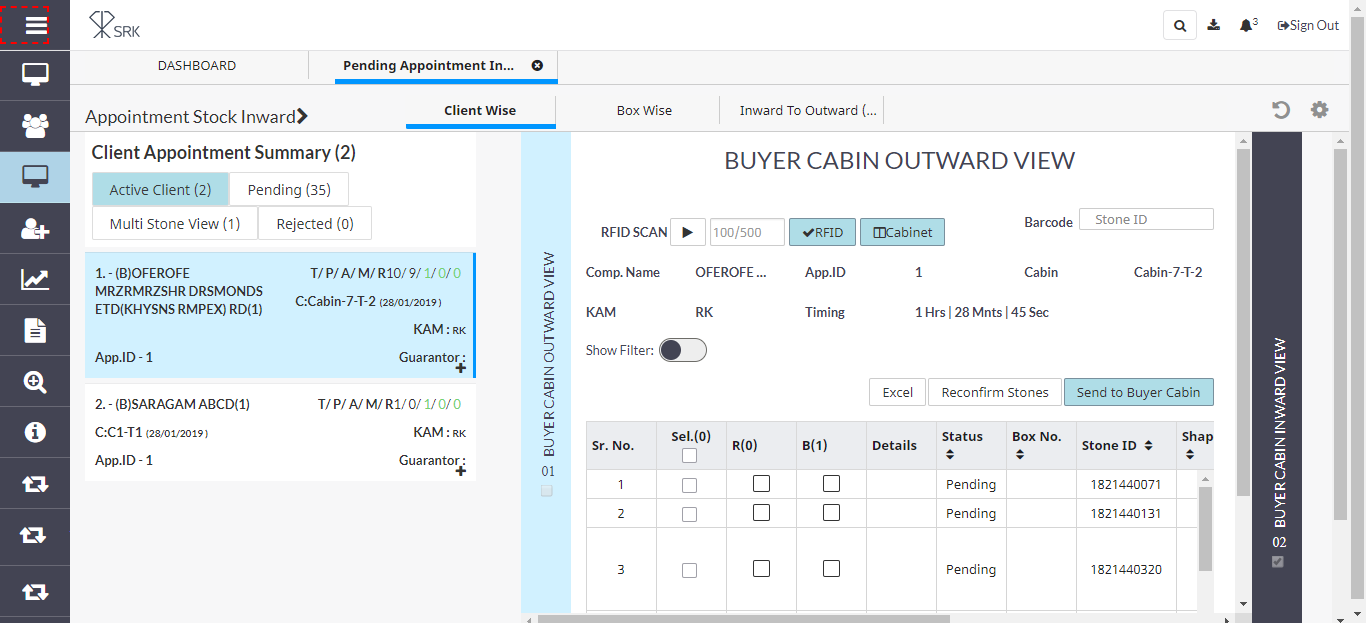 SRK
3
Sign Out
DASHBOARD
Pending Appointment In...
Appointment Stock Inward
Client Wise
Box Wise
Inward To Outward (...
Client Appointment Summary (2)
Active Client (2)
Pending (35)
Multi Stone View (1)
Rejected (0)
1. - (B)OFEROFE
MRZRMRZSHR DRSMONDS
ETD(KHYSNS RMPEX) RD(1)
T/ P/ A/ M/ R10/ 9/ 1/ 0/ 0
C:Cabin-7-T-2 (28/01/2019 )
KAM : RK
App.ID - 1
Guarantor :
2. - (B)SARAGAM ABCD(1)
T/ P/ A/ M/ R1/ 0/ 1/ 0/ 0
C:C1-T1 (28/01/2019 )
KAM : RK
App.ID - 1
Guarantor :
BUYER CABIN OUTWARD VIEW
01
BUYER CABIN OUTWARD VIEW
RFID SCAN
100/500
RFID
Cabinet
Barcode
Stone ID
Comp. Name
OFEROFE ...
App.ID
1
Cabin
Cabin-7-T-2
KAM
RK
Timing
1 Hrs | 28 Mnts | 45 Sec
Show Filter:
Excel
Reconfirm Stones
Send to Buyer Cabin
Sr. No.
Sel.(0)
R(0)
B(1)
Details
Status
Box No.
Stone ID
Shap
1
Pending
1821440071
2
Pending
1821440131
3
Pending
1821440320
BUYER CABIN INWARD VIEW
02